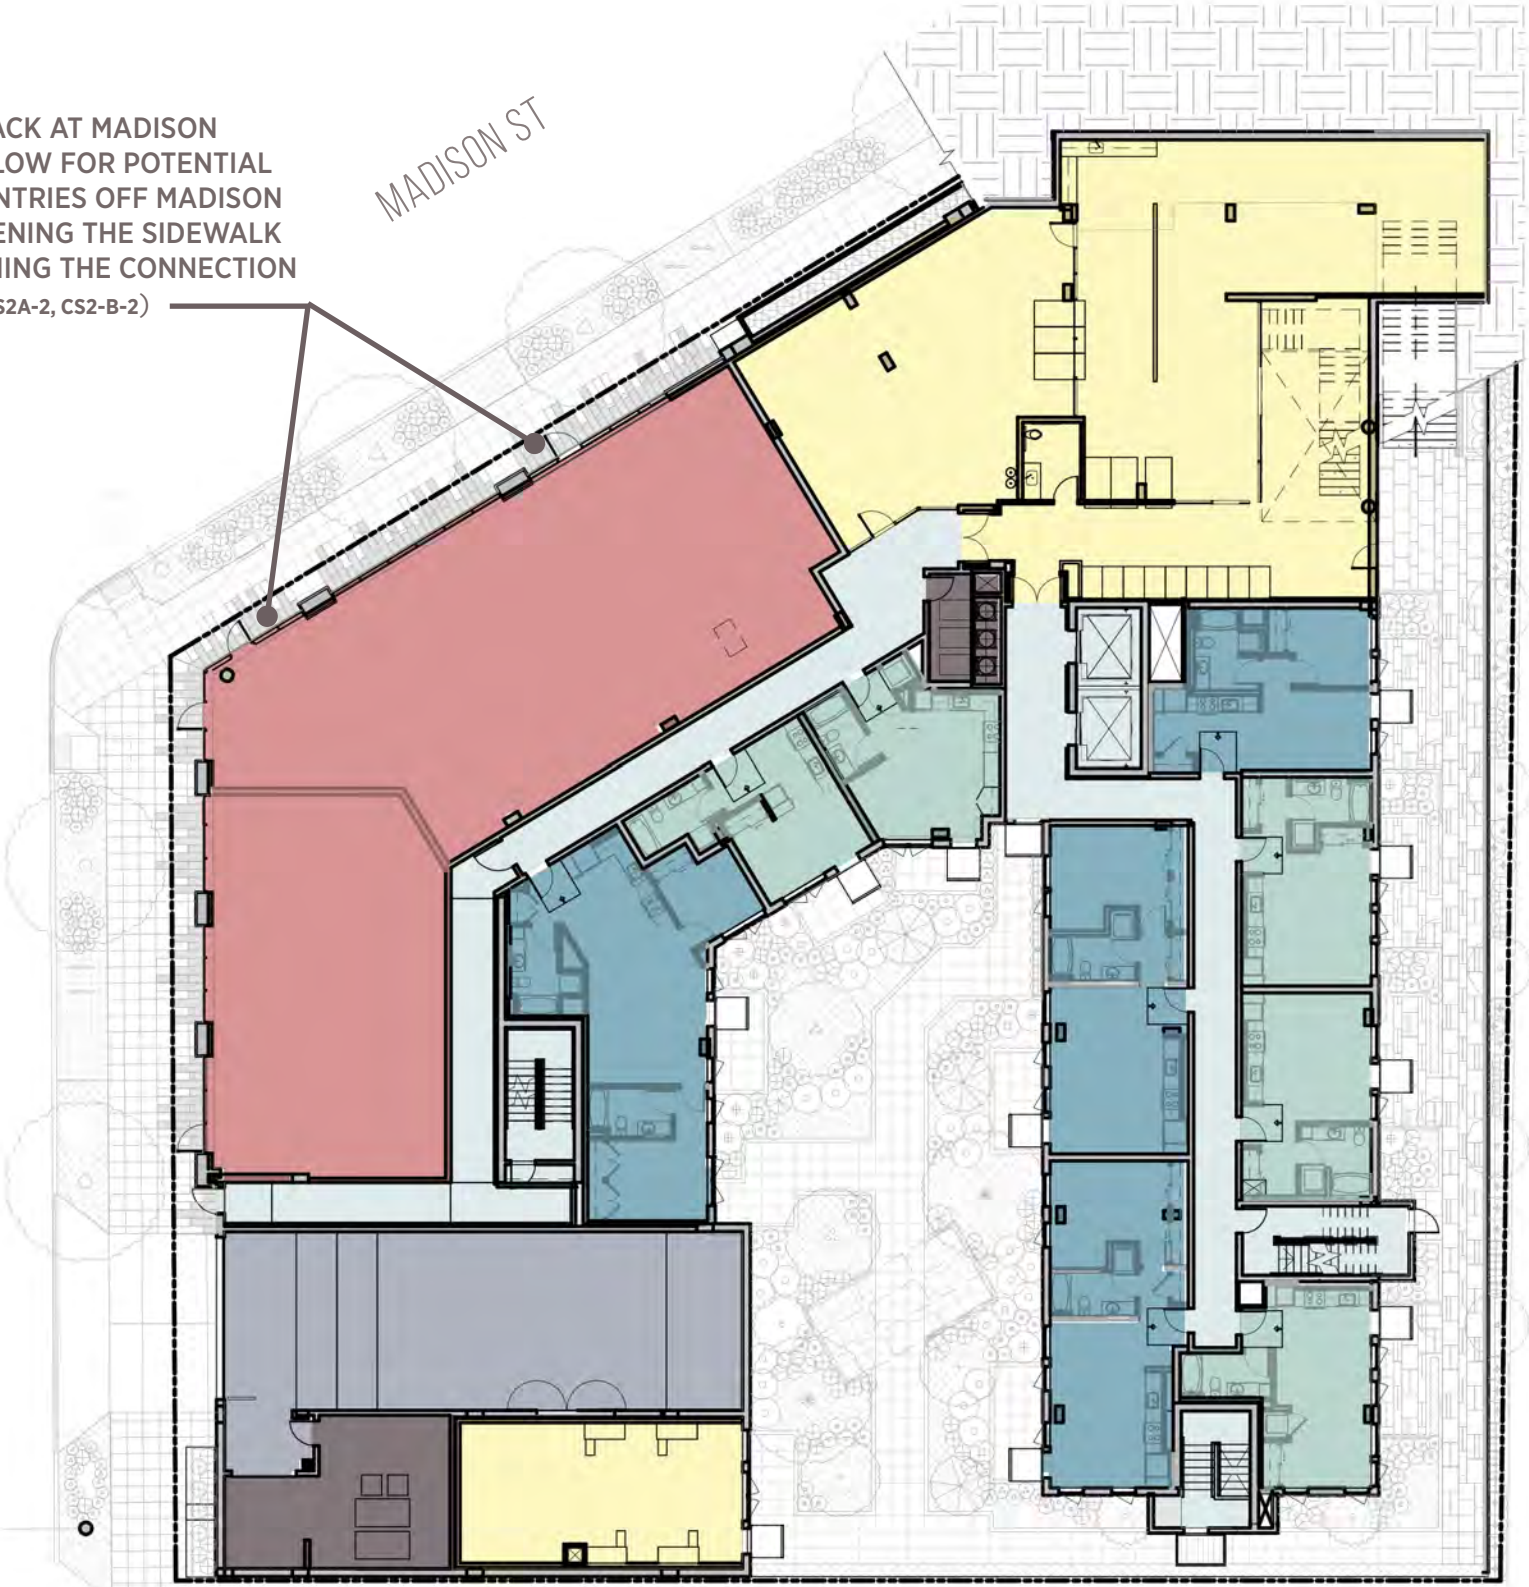 ACK AT MADISON
LOW FOR POTENTIAL
NTRIES OFF MADISON
ENING THE SIDEWALK
NING THE CONNECTION
S2A-2, CS2-B-2)
MADISON ST